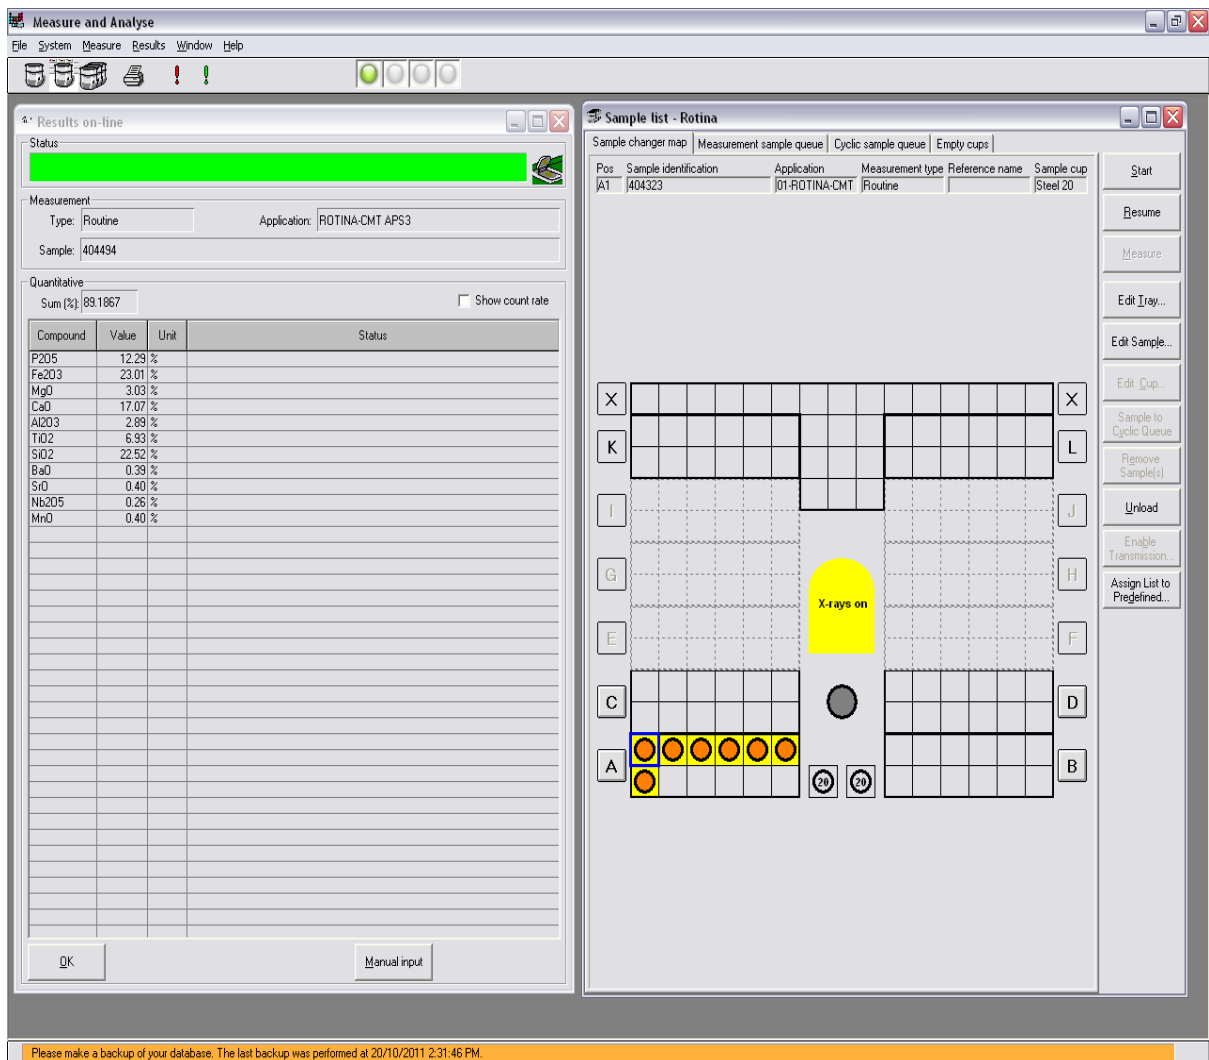 Measure and Analyse
File System Measure Results Window Help
Results on-line
Status
Measurement
Type: Routine Application: ROTINA-CMT APS3
Sample: 404494
Quantitative
Sum (%): 89.1867 Show count rate
Compound Value Unit Status
P2O5 12.29 %
Fe2O3 23.01 %
MgO 3.03 %
CaO 17.07 %
Al2O3 2.89 %
TiO2 6.93 %
SiO2 22.52 %
BaO 0.39 %
SrO 0.40 %
Nb2O5 0.26 %
MnO 0.40 %
OK Manual input
Sample list - Rotina
Sample changer map Measurement sample queue Cyclic sample queue Empty cups
Pos Sample identification Application Measurement type Reference name Sample cup
A1 404323 01-ROTINA-CMT Routine Steel 20
X X
K L
I J
G H
X-rays on
E F
C D
A B
20 20
Start
Resume
Measure
Edit Tray...
Edit Sample...
Edit Cup...
Sample to
Cyclic Queue
Remove
Sample(s)
Unload
Enable
Transmission...
Assign List to
Predefined...
Please make a backup of your database. The last backup was performed at 20/10/2011 2:31:46 PM.